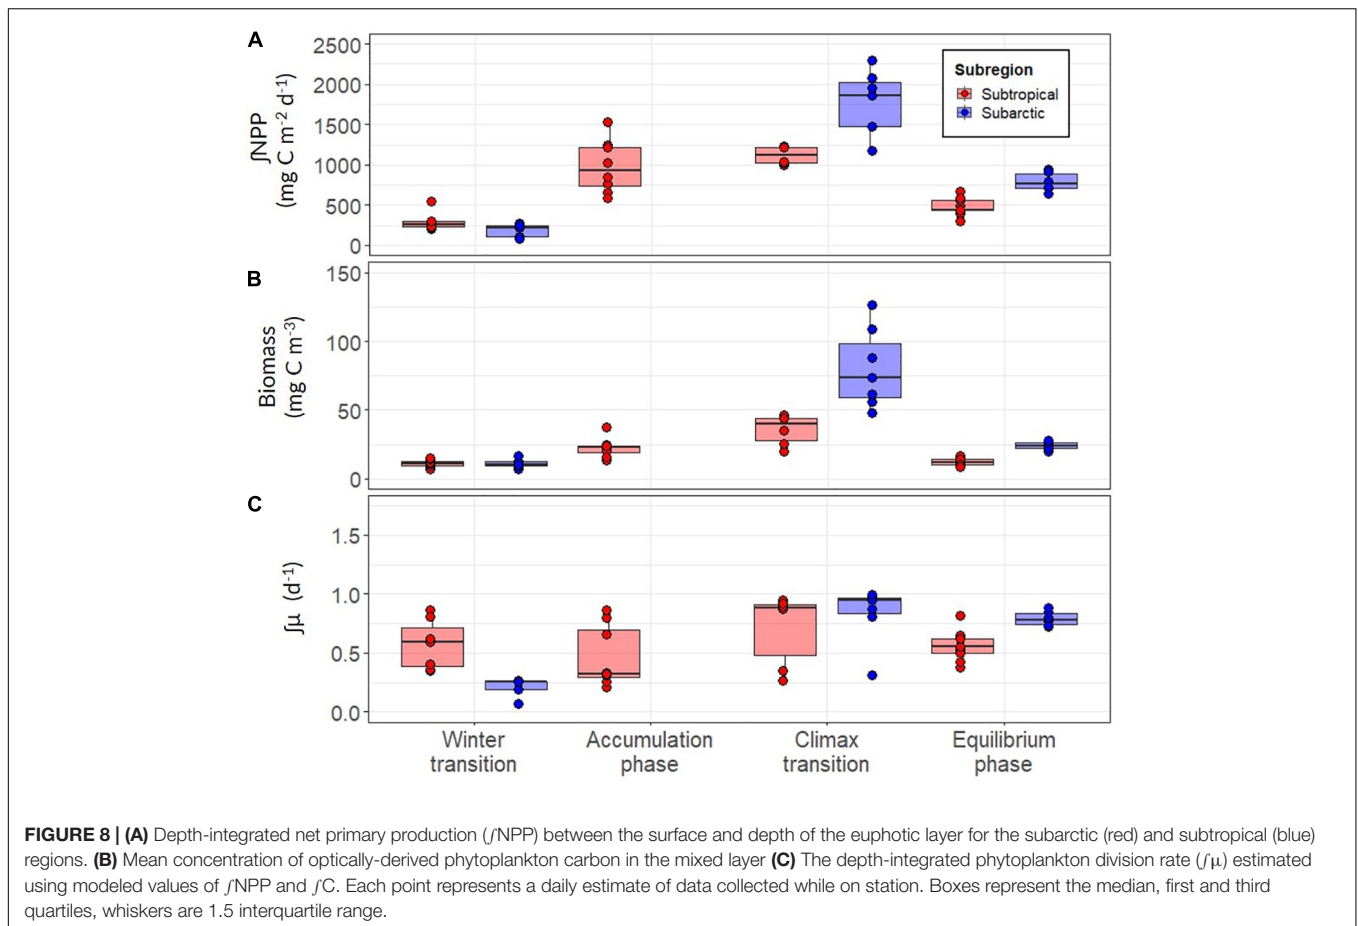 A
2500
2000
1500
1000
500
0
∫NPP
(mg C m-2 d-1)
Subregion
Subtropical
Subarctic
B
150
100
50
0
Biomass
(mg C m-3)
C
1.5
1.0
0.5
0.0
∫μ (d-1)
Winter transition
Accumulation phase
Climax transition
Equilibrium phase
FIGURE 8 | (A) Depth-integrated net primary production (∫NPP) between the surface and depth of the euphotic layer for the subarctic (red) and subtropical (blue)
regions. (B) Mean concentration of optically-derived phytoplankton carbon in the mixed layer (C) The depth-integrated phytoplankton division rate (∫μ) estimated
using modeled values of ∫NPP and ∫C. Each point represents a daily estimate of data collected while on station. Boxes represent the median, first and third
quartiles, whiskers are 1.5 interquartile range.